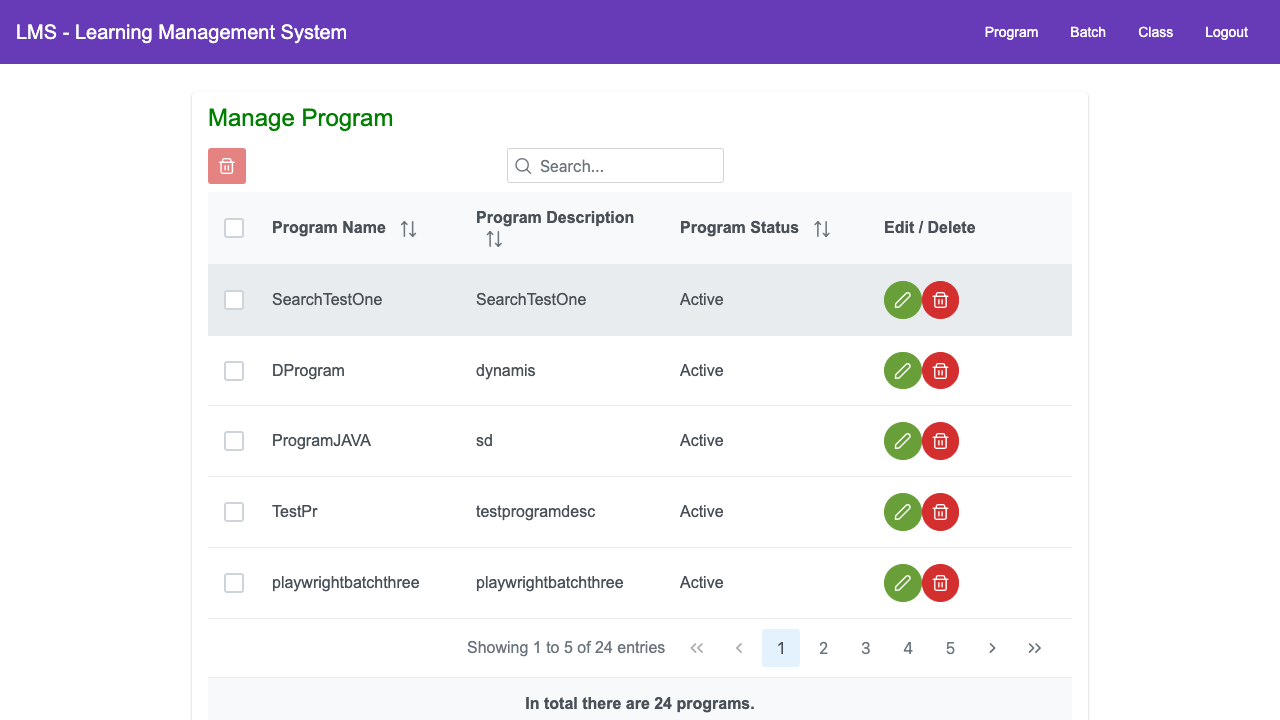 LMS - Learning Management System
Program Batch Class Logout
Manage Program
Search...
Program Name Program Description Program Status Edit / Delete
SearchTestOne SearchTestOne Active
DProgram dynamis Active
ProgramJAVA sd Active
TestPr testprogramdesc Active
playwrightbatchthree playwrightbatchthree Active
Showing 1 to 5 of 24 entries 1 2 3 4 5
In total there are 24 programs.